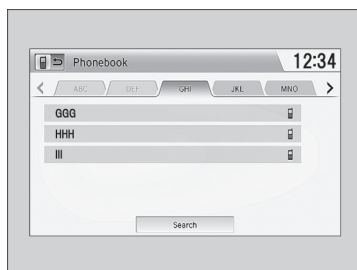 Phonebook 12:34
ABC DEF GHI JKL MNO
GGG
HHH
III
Search